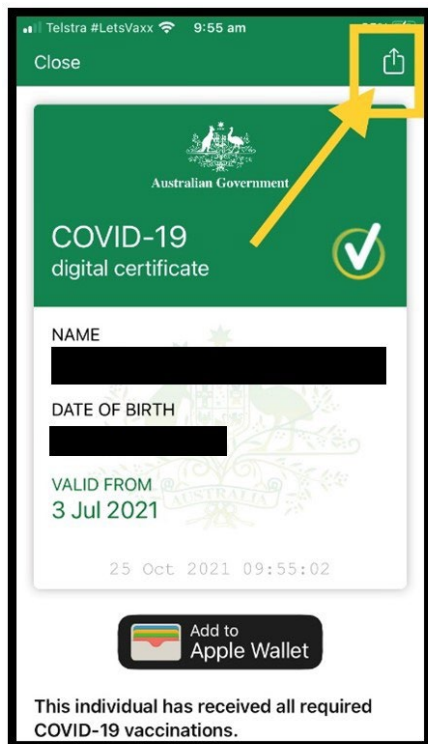 Telstra #LetsVaxx 9:55 am
Close
Australian Government
COVID-19
digital certificate
NAME
DATE OF BIRTH
VALID FROM
3 Jul 2021
AUSTRALIA
25 Oct 2021 09:55:02
Add to
Apple Wallet
This individual has received all required
COVID-19 vaccinations.